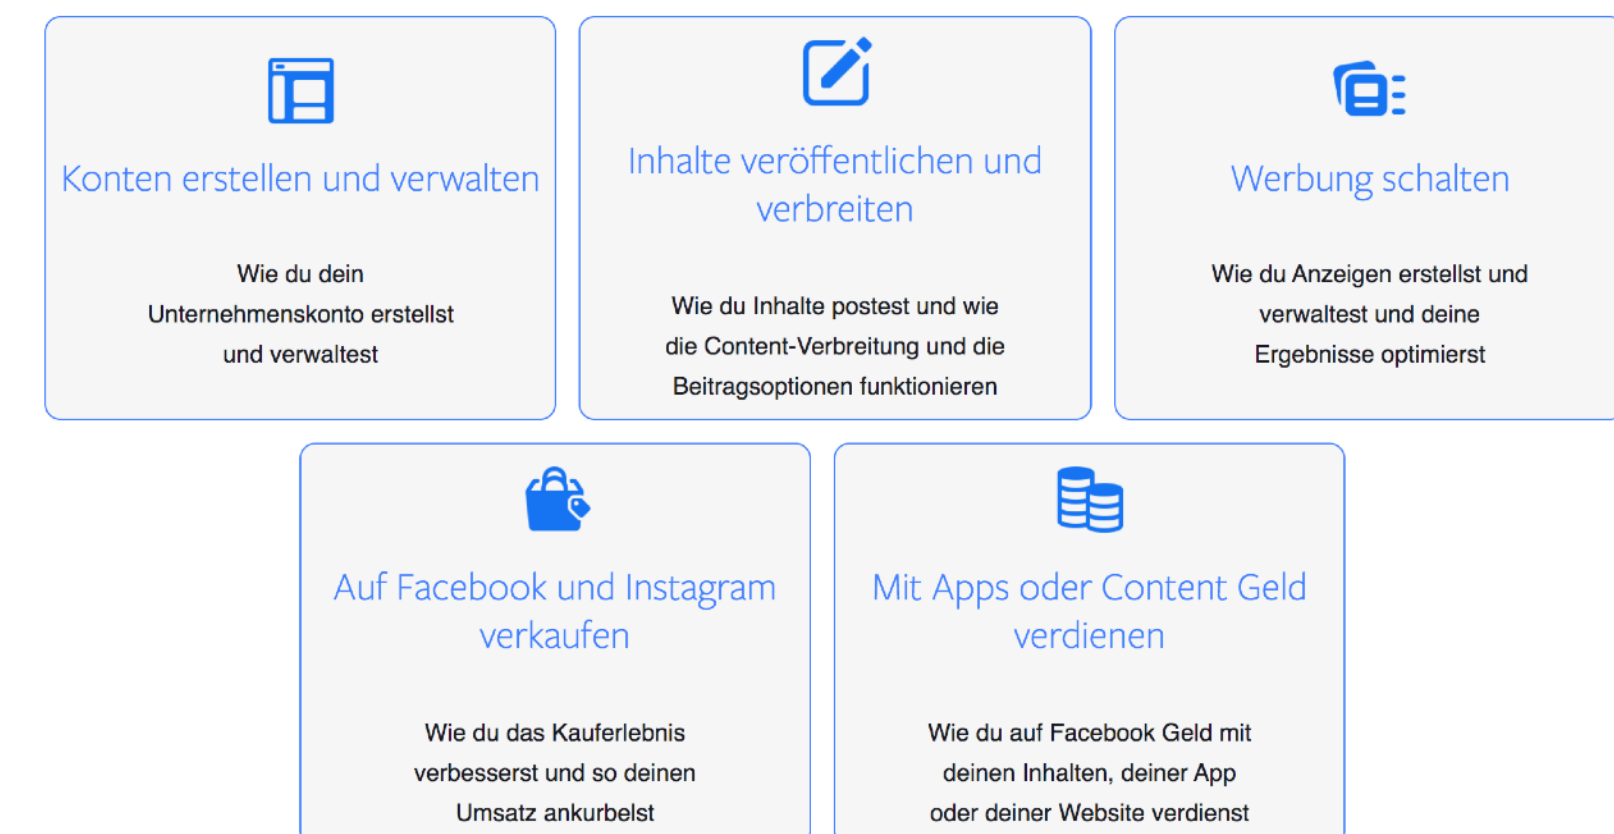 Konten erstellen und verwalten
Wie du dein
Unternehmenskonto erstellst
und verwaltest
Inhalte veröffentlichen und
verbreiten
Wie du Inhalte postest und wie
die Content-Verbreitung und die
Beitragsoptionen funktionieren
Werbung schalten
Wie du Anzeigen erstellst und
verwaltest und deine
Ergebnisse optimierst
Auf Facebook und Instagram
verkaufen
Wie du das Kauferlebnis
verbesserst und so deinen
Umsatz ankurbelst
Mit Apps oder Content Geld
verdienen
Wie du auf Facebook Geld mit
deinen Inhalten, deiner App
oder deiner Website verdienst